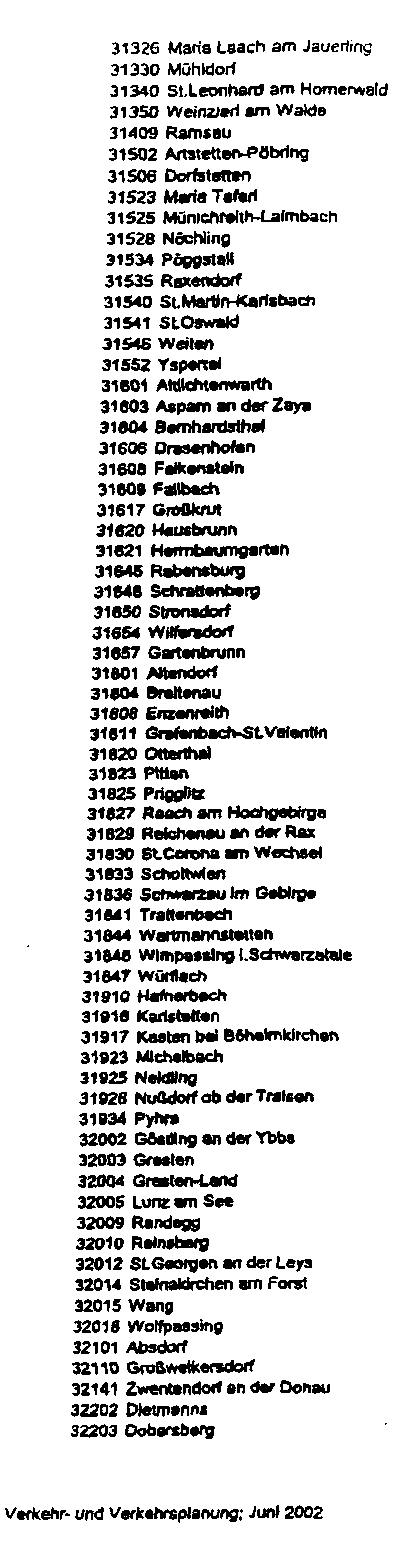 31326 Maria Laach am Jauerling
31330 Mühldorf
31340 St.Leonhard am Hornerwald
31350 Weinzierl am Walde
31409 Ramsau
31502 Artstetten-Pöbring
31506 Dorfstetten
31523 Maria Taferl
31525 Münichreith-Laimbach
31528 Nöchling
31534 Pöggstall
31535 Raxendorf
31540 St.Martin-Karlsbach
31541 St.Oswald
31546 Weiten
31552 Yspertal
31601 Altlichtenwarth
31603 Asparn an der Zaya
31604 Bernhardsthal
31606 Drasenhofen
31608 Falkenstein
31609 Fallbach
31617 Großkrut
31620 Hausbrunn
31621 Herrnbaumgarten
31645 Rabensburg
31646 Schrattenberg
31650 Stronsdorf
31654 Wilfersdorf
31657 Gartenbrunn
31801 Altendorf
31804 Breitenau
31808 Enzenreith
31811 Grafenbach-St.Valentin
31820 Otterthal
31823 Pitten
31825 Prigglitz
31827 Raach am Hochgebirge
31829 Reichenau an der Rax
31830 St.Corona am Wechsel
31833 Schottwien
31836 Schwarzau im Gebirge
31841 Trattenbach
31844 Wartmannstetten
31846 Wimpassing i.Schwarzatale
31847 Würflach
31910 Hafnerbach
31916 Karlstetten
31917 Kasten bei Böheimkirchen
31923 Michelbach
31925 Neidling
31926 Nußdorf ob der Traisen
31934 Pyhra
32002 Göstling an der Ybbs
32003 Gresten
32004 Gresten-Land
32005 Lunz am See
32009 Randegg
32010 Reinsberg
32012 St.Georgen an der Leys
32014 Steinakirchen am Forst
32015 Wang
32016 Wolfpassing
32101 Absdorf
32110 Großweikersdorf
32141 Zwentendorf an der Donau
32202 Dietmanns
32203 Dobersberg
Verkehr- und Verkehrsplanung; Juni 2002